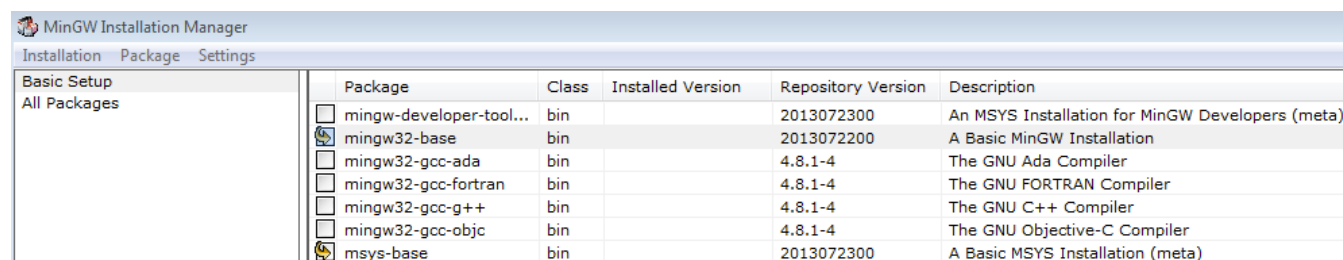 MinGW Installation Manager
Installation Package Settings
Basic Setup
All Packages
Package Class Installed Version Repository Version Description
mingw-developer-tool... bin 2013072300 An MSYS Installation for MinGW Developers (meta)
mingw32-base bin 2013072200 A Basic MinGW Installation
mingw32-gcc-ada bin 4.8.1-4 The GNU Ada Compiler
mingw32-gcc-fortran bin 4.8.1-4 The GNU FORTRAN Compiler
mingw32-gcc-g++ bin 4.8.1-4 The GNU C++ Compiler
mingw32-gcc-objc bin 4.8.1-4 The GNU Objective-C Compiler
msys-base bin 2013072300 A Basic MSYS Installation (meta)